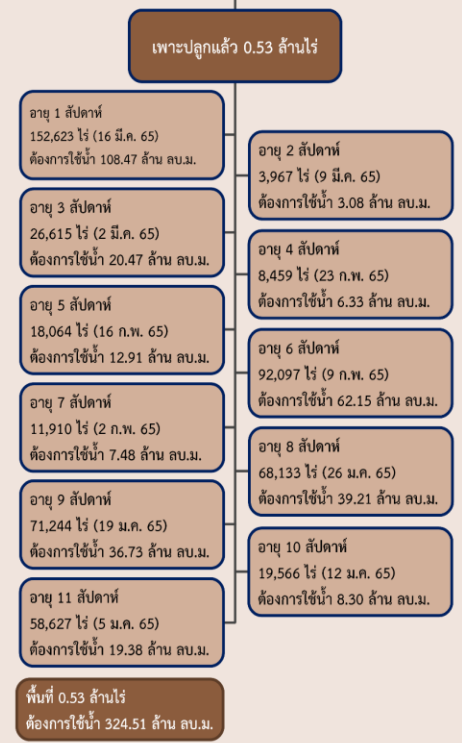 เพาะปลูกแล้ว 0.53 ล้านไร่
อายุ 1 สัปดาห์
152,623 ไร่ (16 มี.ค. 65)
ต้องการใช้น้ำ 108.47 ล้าน ลบ.ม.
อายุ 2 สัปดาห์
3,967 ไร่ (9 มี.ค. 65)
ต้องการใช้น้ำ 3.08 ล้าน ลบ.ม.
อายุ 3 สัปดาห์
26,615 ไร่ (2 มี.ค. 65)
ต้องการใช้น้ำ 20.47 ล้าน ลบ.ม.
อายุ 4 สัปดาห์
8,459 ไร่ (23 ก.พ. 65)
ต้องการใช้น้ำ 6.33 ล้าน ลบ.ม.
อายุ 5 สัปดาห์
18,064 ไร่ (16 ก.พ. 65)
ต้องการใช้น้ำ 12.91 ล้าน ลบ.ม.
อายุ 6 สัปดาห์
92,097 ไร่ (9 ก.พ. 65)
ต้องการใช้น้ำ 62.15 ล้าน ลบ.ม.
อายุ 7 สัปดาห์
11,910 ไร่ (2 ก.พ. 65)
ต้องการใช้น้ำ 7.48 ล้าน ลบ.ม.
อายุ 8 สัปดาห์
68,133 ไร่ (26 ม.ค. 65)
ต้องการใช้น้ำ 39.21 ล้าน ลบ.ม.
อายุ 9 สัปดาห์
71,244 ไร่ (19 ม.ค. 65)
ต้องการใช้น้ำ 36.73 ล้าน ลบ.ม.
อายุ 10 สัปดาห์
19,566 ไร่ (12 ม.ค. 65)
ต้องการใช้น้ำ 8.30 ล้าน ลบ.ม.
อายุ 11 สัปดาห์
58,627 ไร่ (5 ม.ค. 65)
ต้องการใช้น้ำ 19.38 ล้าน ลบ.ม.
พื้นที่ 0.53 ล้านไร่
ต้องการใช้น้ำ 324.51 ล้าน ลบ.ม.